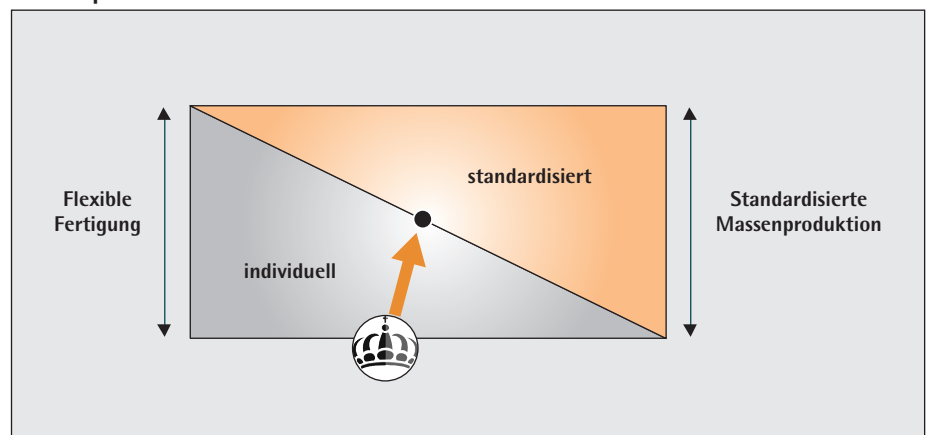 Flexible
Fertigung
standardisiert
individuell
Standardisierte
Massenproduktion